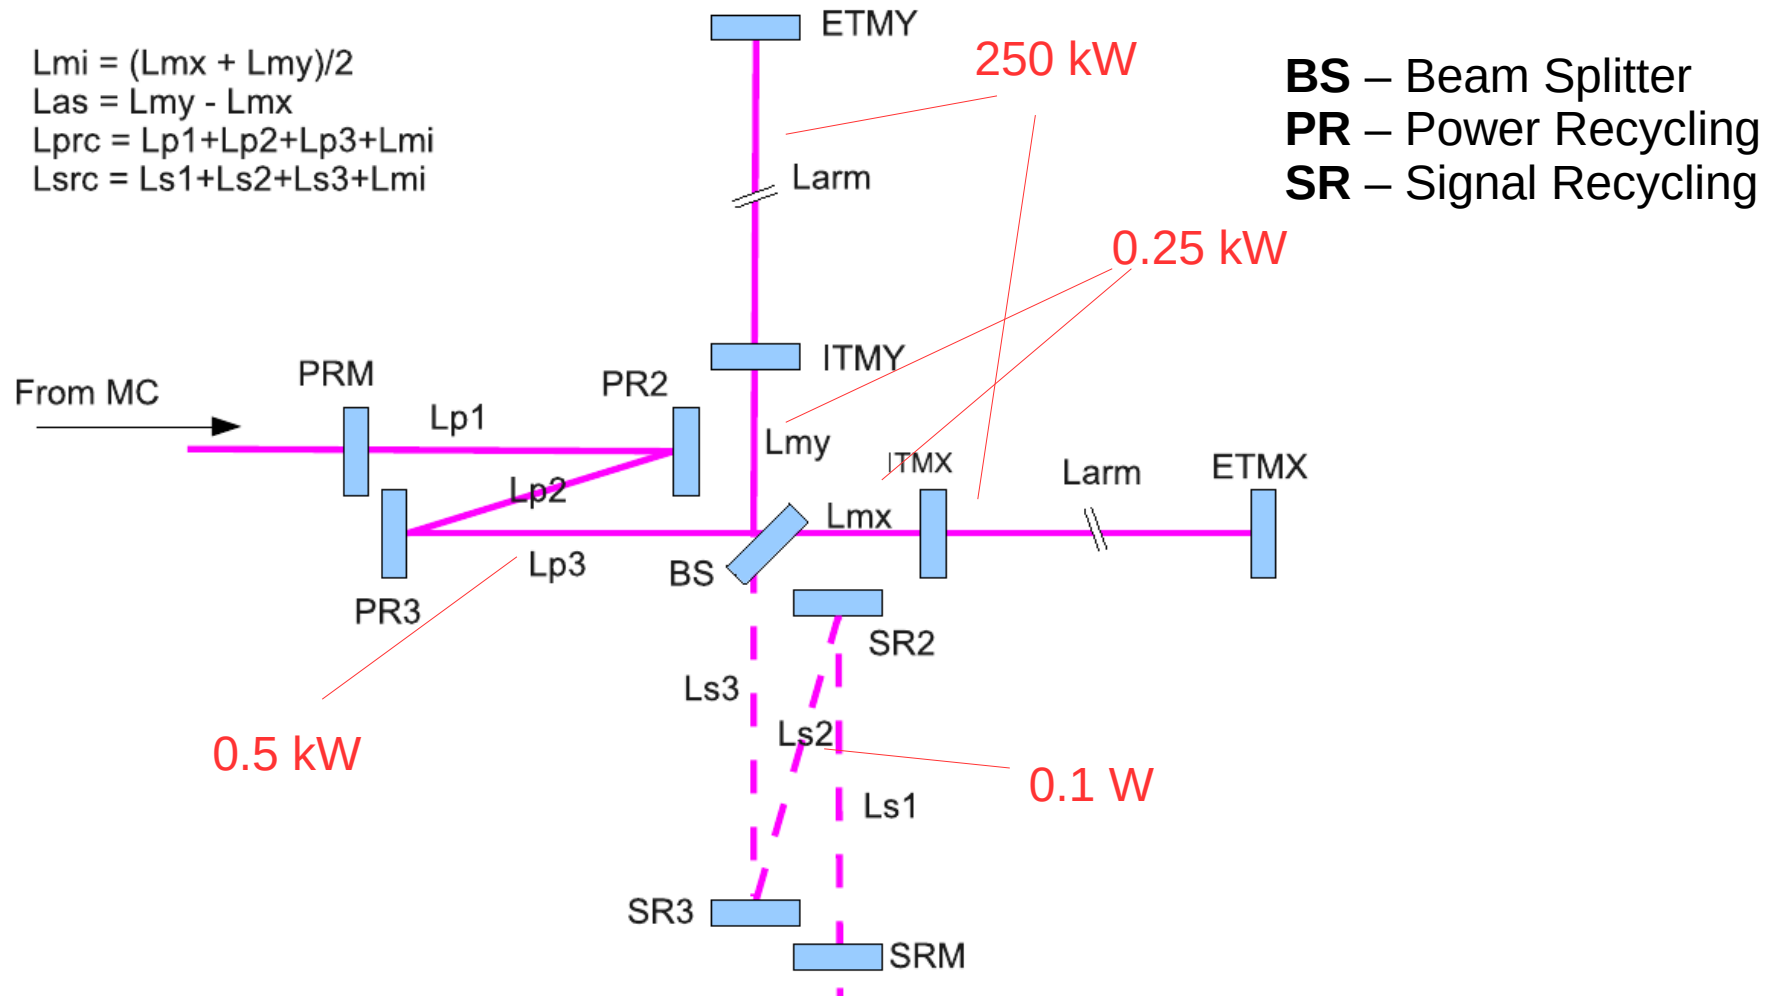 ETMY
Lmi = (Lmx + Lmy)/2
Las = Lmy - Lmx
Lprc = Lp1+Lp2+Lp3+Lmi
Lsrc = Ls1+Ls2+Ls3+Lmi
250 kW
BS – Beam Splitter
PR – Power Recycling
SR – Signal Recycling
Larm
0.25 kW
ITMY
From MC
PRM
PR2
Lp1
Lmy
ITMX
Larm
ETMX
Lp2
Lmx
Lp3
BS
PR3
SR2
Ls3
Ls2
0.5 kW
0.1 W
Ls1
SR3
SRM